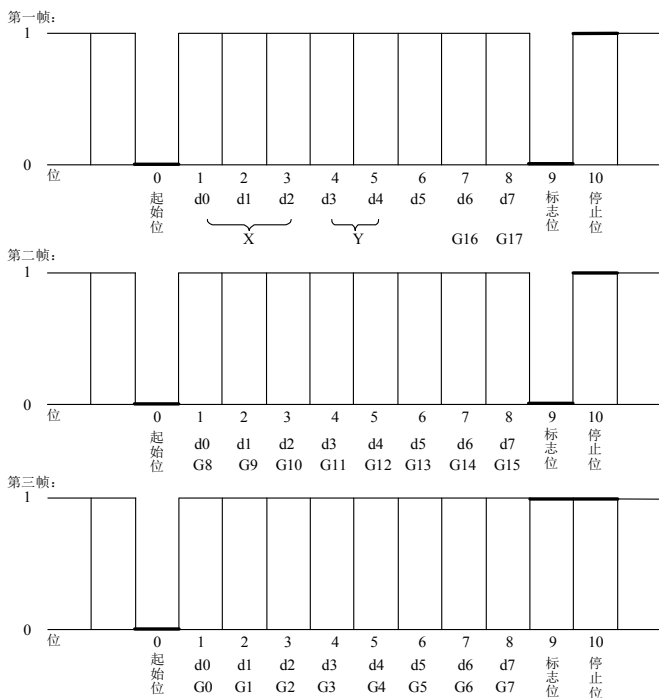 第一帧:
1
0
位 0 1 2 3 4 5 6 7 8 9 10
起始位 d0 d1 d2 d3 d4 d5 d6 d7 标志位 停止位
X Y G16 G17
第二帧:
1
0
位 0 1 2 3 4 5 6 7 8 9 10
起始位 d0 d1 d2 d3 d4 d5 d6 d7 标志位 停止位
G8 G9 G10 G11 G12 G13 G14 G15
第三帧:
1
0
位 0 1 2 3 4 5 6 7 8 9 10
起始位 d0 d1 d2 d3 d4 d5 d6 d7 标志位 停止位
G0 G1 G2 G3 G4 G5 G6 G7